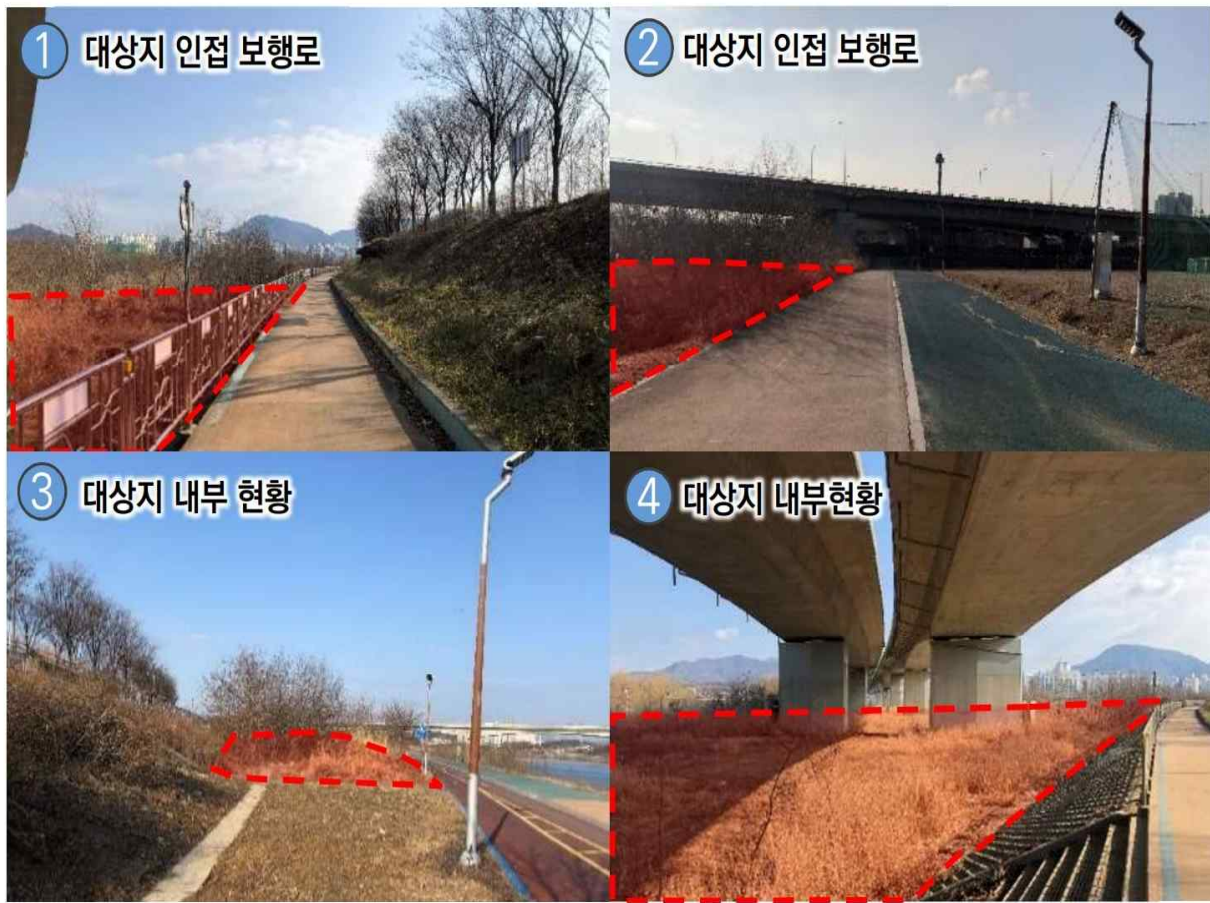 ① 대상지 인접 보행로
② 대상지 인접 보행로
③ 대상지 내부 현황
④ 대상지 내부현황